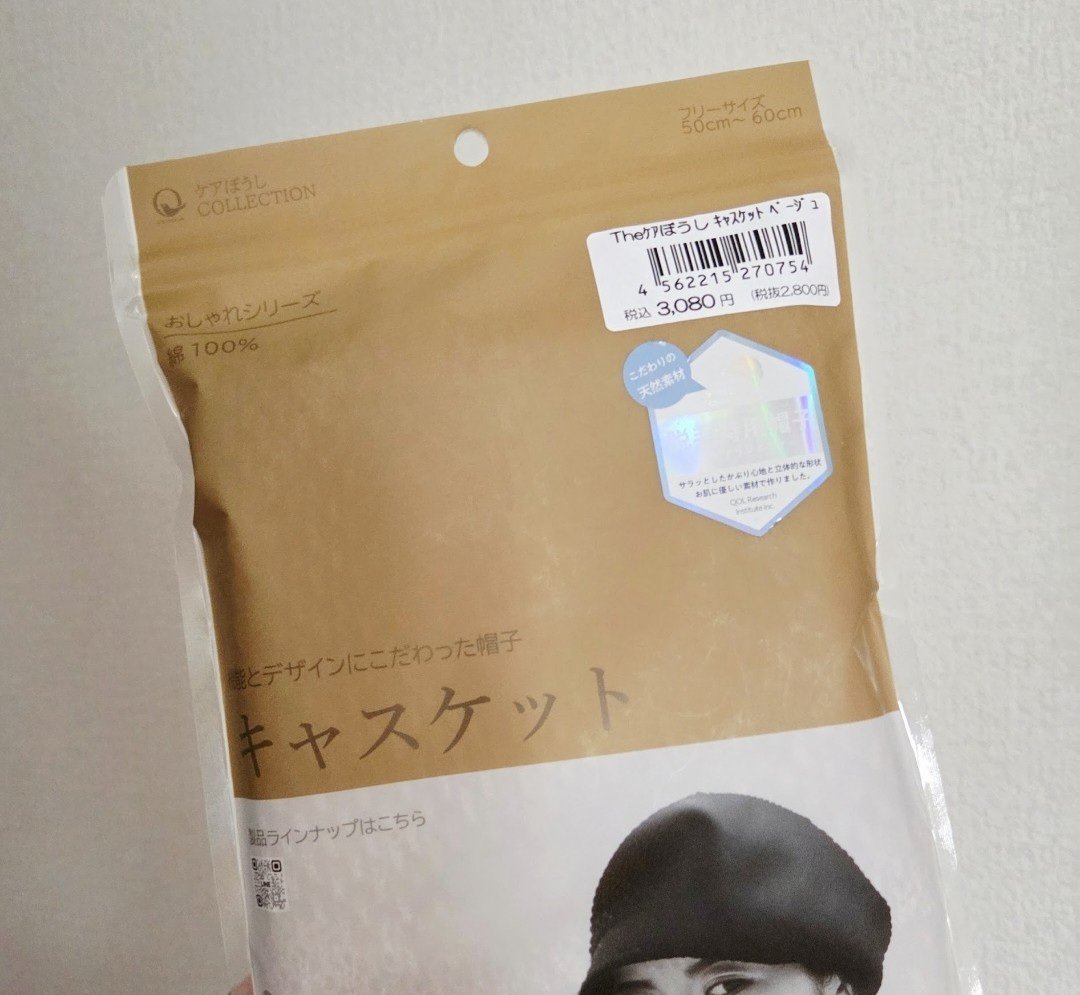 ケアぼうし
COLLECTION
フリーサイズ
50cm~ 60cm
Theケアぼうし ｷｬｽｹｯﾄ ﾍﾞｰｼﾞｭ
4 562215 270754
税込 3,080円 (税抜2,800円)
おしゃれシリーズ
綿100%
こだわりの
天然素材
帽子
サラッとしたかぶり心地と立体的な形状
お肌に優しい素材で作りました。
QOL Research
Institute Inc.
能とデザインにこだわった帽子
キャスケット
製品ラインナップはこちら